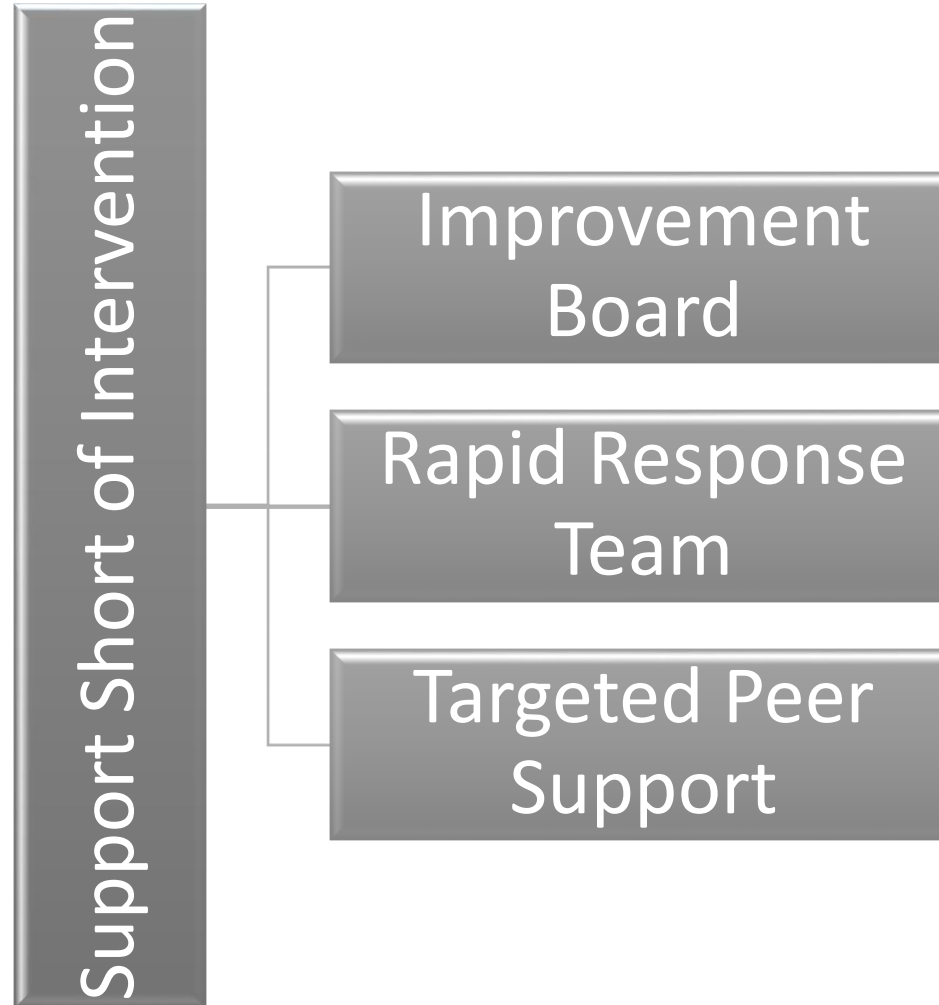 Support Short of Intervention
Improvement
Board
Rapid Response
Team
Targeted Peer
Support